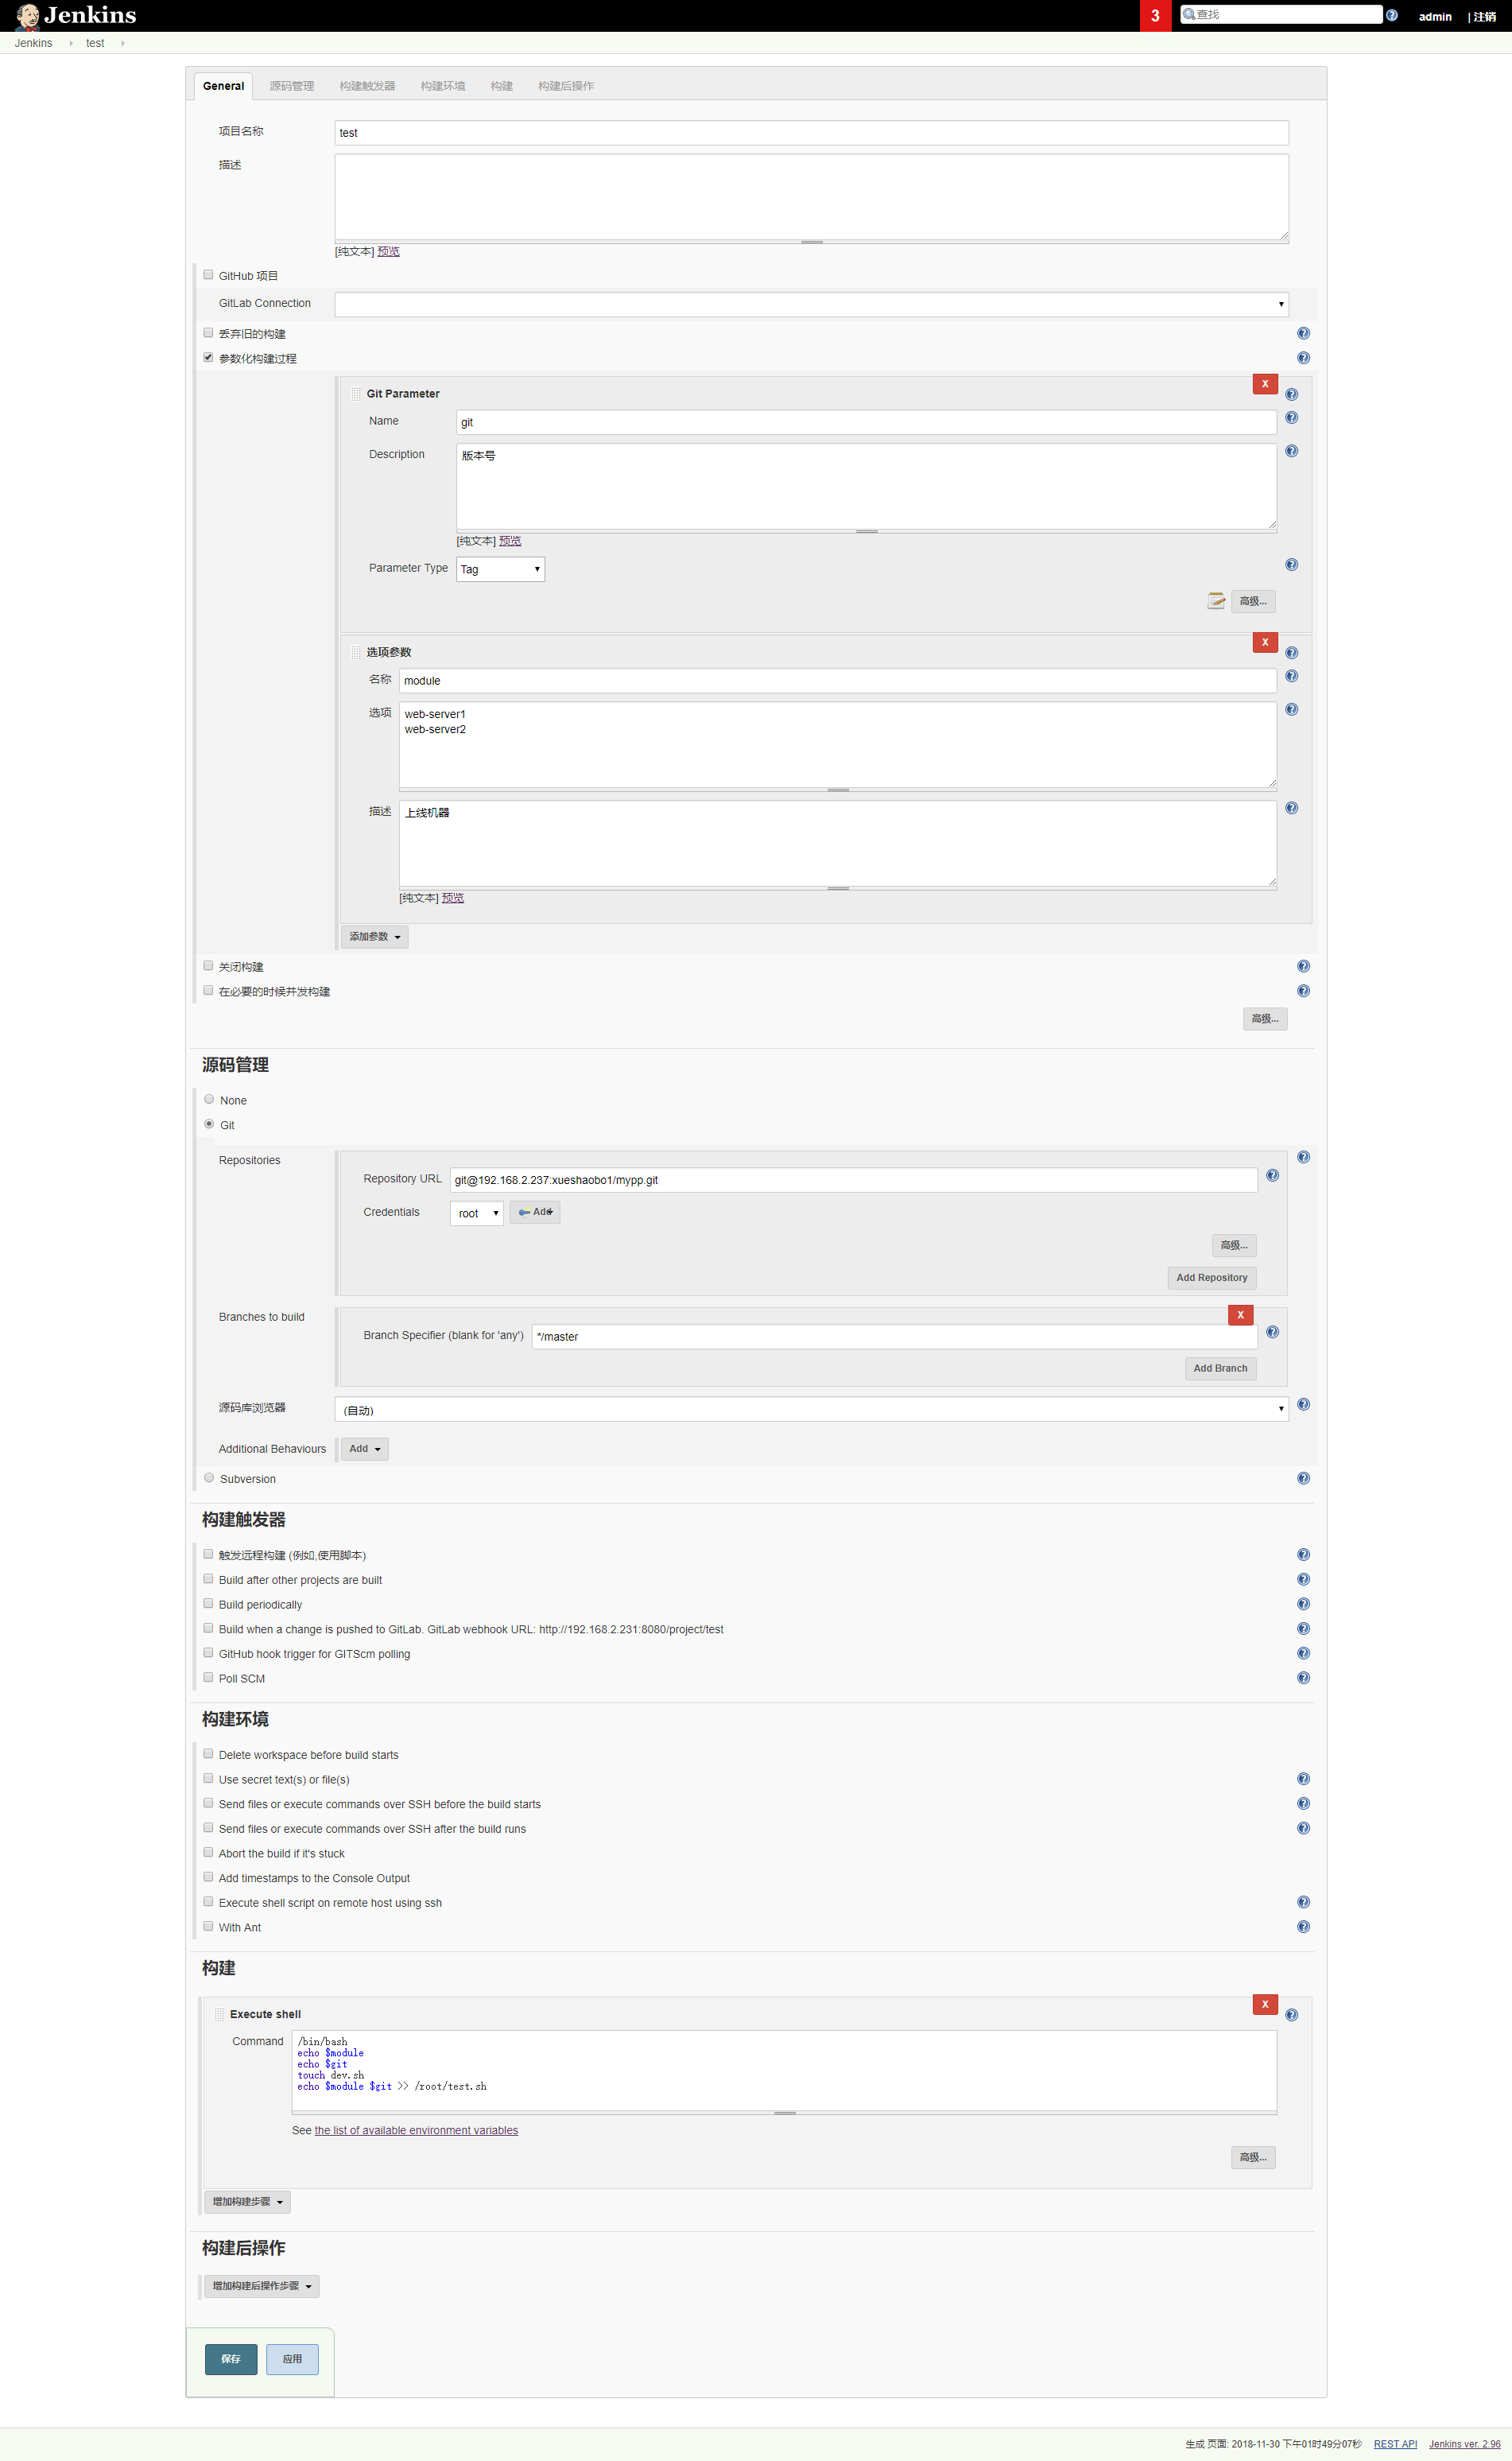 Jenkins
3
查找
admin
| 注销
Jenkins
test
General
源码管理
构建触发器
构建环境
构建
构建后操作
项目名称
test
描述
[纯文本] 预览
GitHub 项目
GitLab Connection
丢弃旧的构建
参数化构建过程
X
Git Parameter
Name
git
Description
版本号
[纯文本] 预览
Parameter Type
Tag
高级...
X
选项参数
名称
module
选项
web-server1
web-server2
描述
上线机器
[纯文本] 预览
添加参数
关闭构建
在必要的时候并发构建
高级...
源码管理
None
Git
Repositories
Repository URL
git@192.168.2.237:xueshaobo1/mypp.git
Credentials
root
Add
高级...
Add Repository
Branches to build
X
Branch Specifier (blank for 'any')
*/master
Add Branch
源码库浏览器
(自动)
Additional Behaviours
Add
Subversion
构建触发器
触发远程构建 (例如,使用脚本)
Build after other projects are built
Build periodically
Build when a change is pushed to GitLab. GitLab webhook URL: http://192.168.2.231:8080/project/test
GitHub hook trigger for GITScm polling
Poll SCM
构建环境
Delete workspace before build starts
Use secret text(s) or file(s)
Send files or execute commands over SSH before the build starts
Send files or execute commands over SSH after the build runs
Abort the build if it's stuck
Add timestamps to the Console Output
Execute shell script on remote host using ssh
With Ant
构建
X
Execute shell
Command
/bin/bash
echo $module
echo $git
touch dev.sh
echo $module $git >> /root/test.sh
See the list of available environment variables
高级...
增加构建步骤
构建后操作
增加构建后操作步骤
保存
应用
生成 页面: 2018-11-30 下午01时49分07秒
REST API
Jenkins ver. 2.96